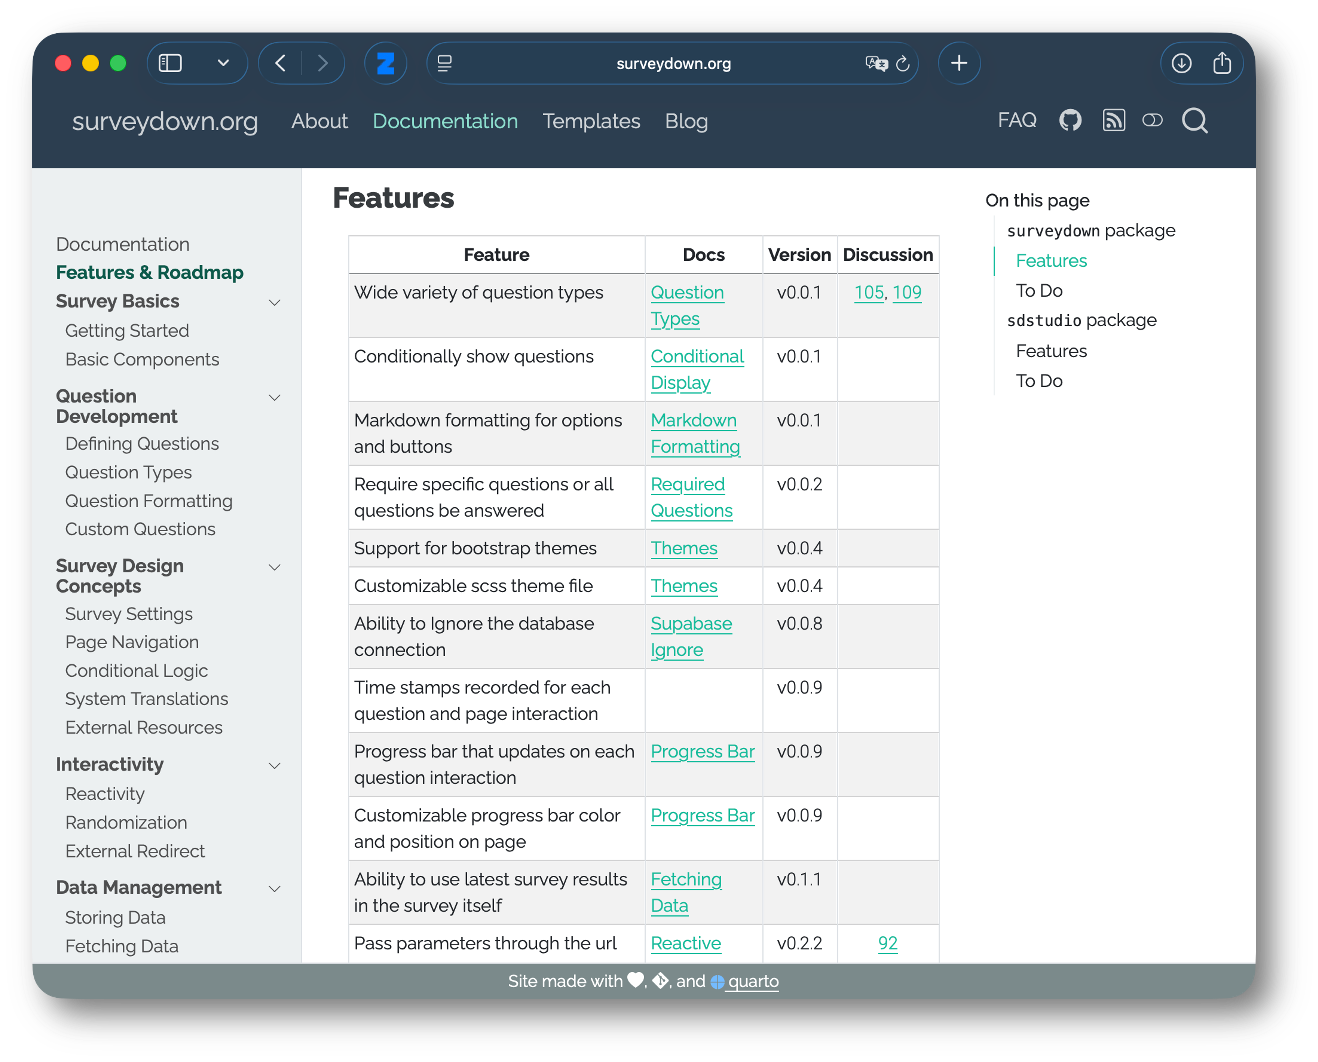 surveydown.org
surveydown.org About Documentation Templates Blog FAQ
Documentation
Features & Roadmap
Survey Basics
Getting Started
Basic Components
Question
Development
Defining Questions
Question Types
Question Formatting
Custom Questions
Survey Design
Concepts
Survey Settings
Page Navigation
Conditional Logic
System Translations
External Resources
Interactivity
Reactivity
Randomization
External Redirect
Data Management
Storing Data
Fetching Data
Features
Feature Docs Version Discussion
Wide variety of question types Question v0.0.1 105, 109
Types
Conditionally show questions Conditional v0.0.1
Display
Markdown formatting for options Markdown v0.0.1
and buttons Formatting
Require specific questions or all Required v0.0.2
questions be answered Questions
Support for bootstrap themes Themes v0.0.4
Customizable scss theme file Themes v0.0.4
Ability to Ignore the database Supabase v0.0.8
connection Ignore
Time stamps recorded for each v0.0.9
question and page interaction
Progress bar that updates on each Progress Bar v0.0.9
question interaction
Customizable progress bar color Progress Bar v0.0.9
and position on page
Ability to use latest survey results Fetching v0.1.1
in the survey itself Data
Pass parameters through the url Reactive v0.2.2 92
On this page
surveydown package
Features
To Do
sdstudio package
Features
To Do
Site made with , , and quarto